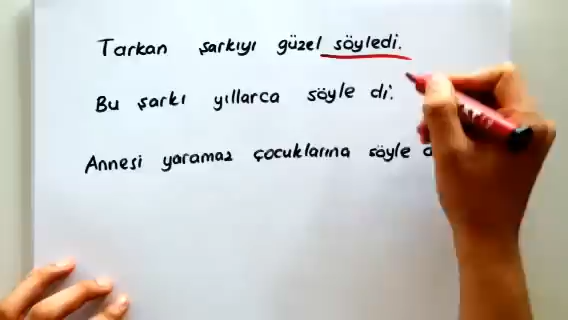 Tarkan şarkıyı güzel söyledi.
Bu şarkı yıllarca söyle di.
Annesi yaramaz çocuklarına söyle